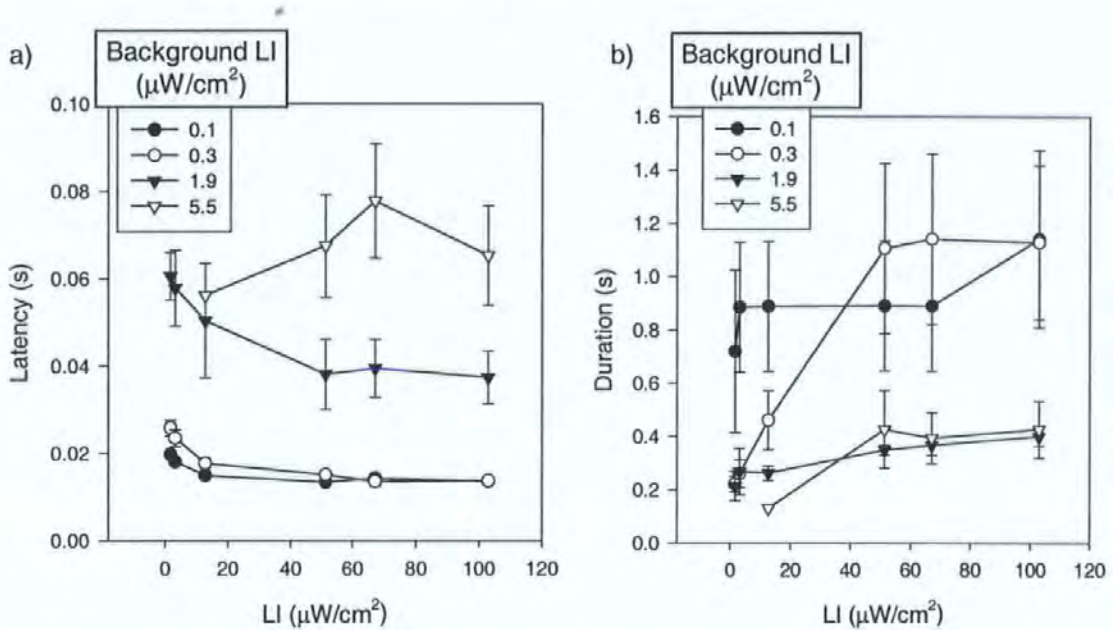 a)
Background LI
(µW/cm²)
0.1
0.3
1.9
5.5
0.10
0.08
0.06
0.04
0.02
0.00
Latency (s)
0 20 40 60 80 100 120
LI (µW/cm²)
b)
Background LI
(µW/cm²)
0.1
0.3
1.9
5.5
1.6
1.4
1.2
1.0
0.8
0.6
0.4
0.2
0.0
Duration (s)
0 20 40 60 80 100 120
LI (µW/cm²)